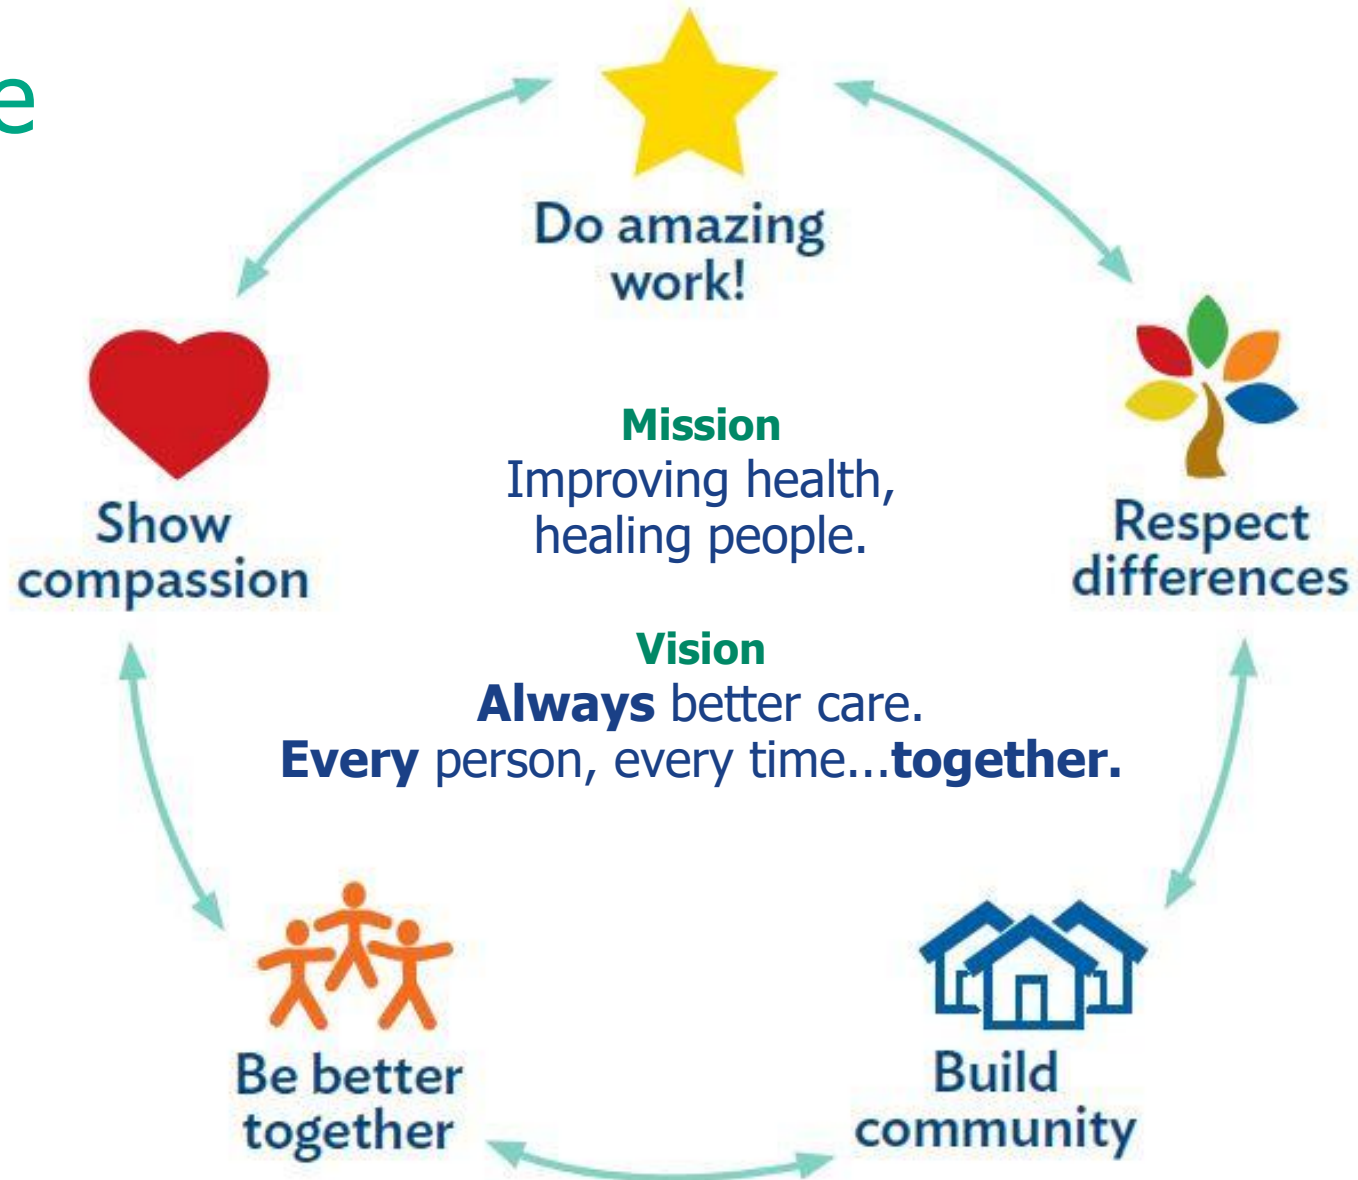 e
Do amazing
work!
Show
compassion
Respect
differences
Mission
Improving health,
healing people.
Vision
Always better care.
Every person, every time...together.
Be better
together
Build
community